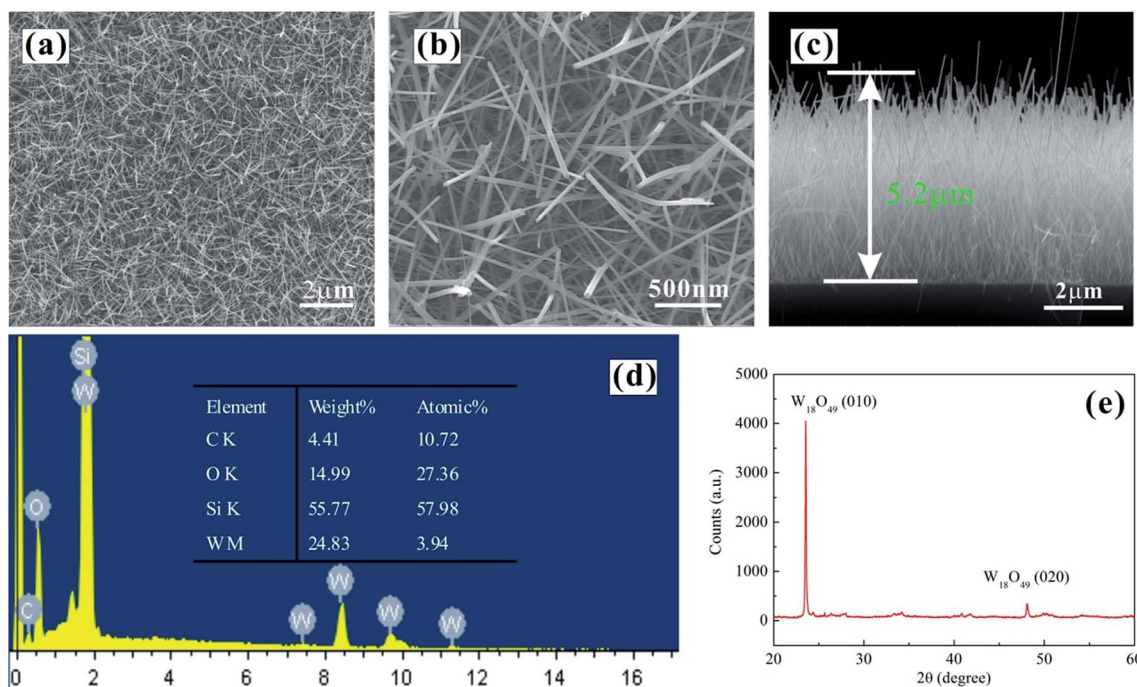 (a)
2μm
(b)
500nm
(c)
5.2μm
2μm
(d)
Si
W
O
C
W
W
W
W
Element Weight% Atomic%
C K 4.41 10.72
O K 14.99 27.36
Si K 55.77 57.98
W M 24.83 3.94
0 2 4 6 8 10 12 14 16
(e)
5000
4000
3000
2000
1000
0
Counts (a.u.)
W₁₈O₄₉ (010)
W₁₈O₄₉ (020)
20 30 40 50 60
2θ (degree)